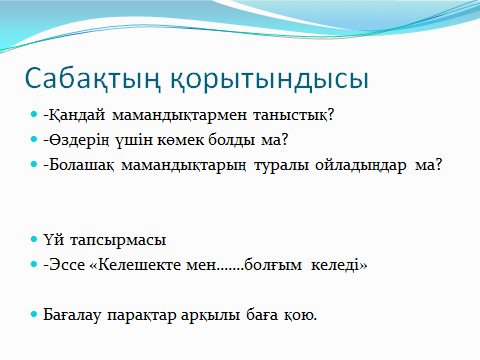 Сабақтың қорытындысы
-Қандай мамандықтармен таныстық?
-Өздерің үшін көмек болды ма?
-Болашақ мамандықтарың туралы ойладыңдар ма?
Үй тапсырмасы
-Эссе «Келешекте мен.......болғым келеді»
Бағалау парақтар арқылы баға қою.